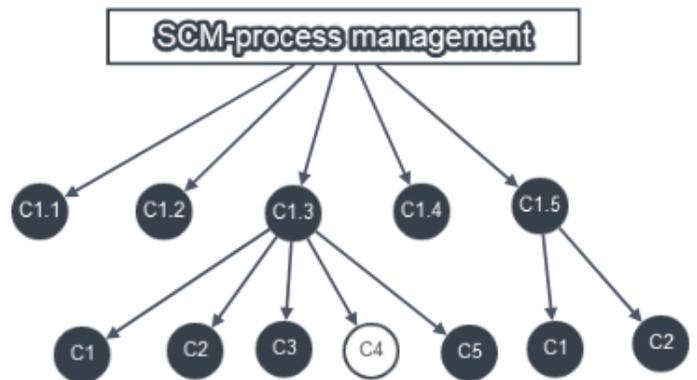 SCM-process management
C1.1
C1.2
C1.3
C1.4
C1.5
C1
C2
C3
C4
C5
C1
C2